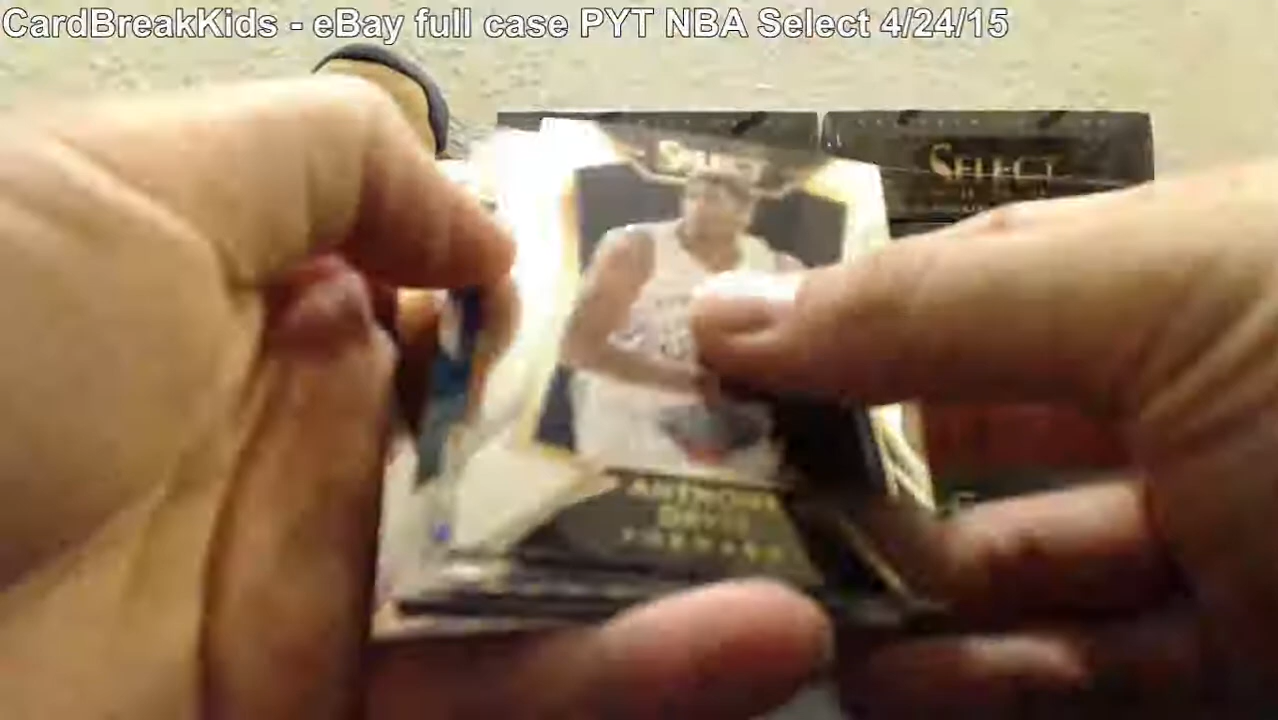 CardBreakKids - eBay full case PYT NBA Select 4/24/15
SELECT
SELECT
ANTHONY
DAVIS